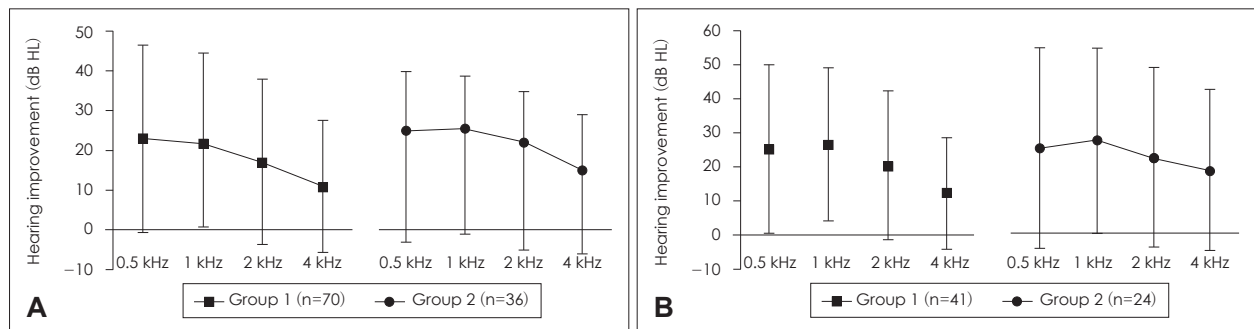 Hearing improvement (dB HL)
50
40
30
20
10
0
−10
0.5 kHz 1 kHz 2 kHz 4 kHz 0.5 kHz 1 kHz 2 kHz 4 kHz
Group 1 (n=70) Group 2 (n=36)
A
Hearing improvement (dB HL)
60
50
40
30
20
10
0
−10
0.5 kHz 1 kHz 2 kHz 4 kHz 0.5 kHz 1 kHz 2 kHz 4 kHz
Group 1 (n=41) Group 2 (n=24)
B